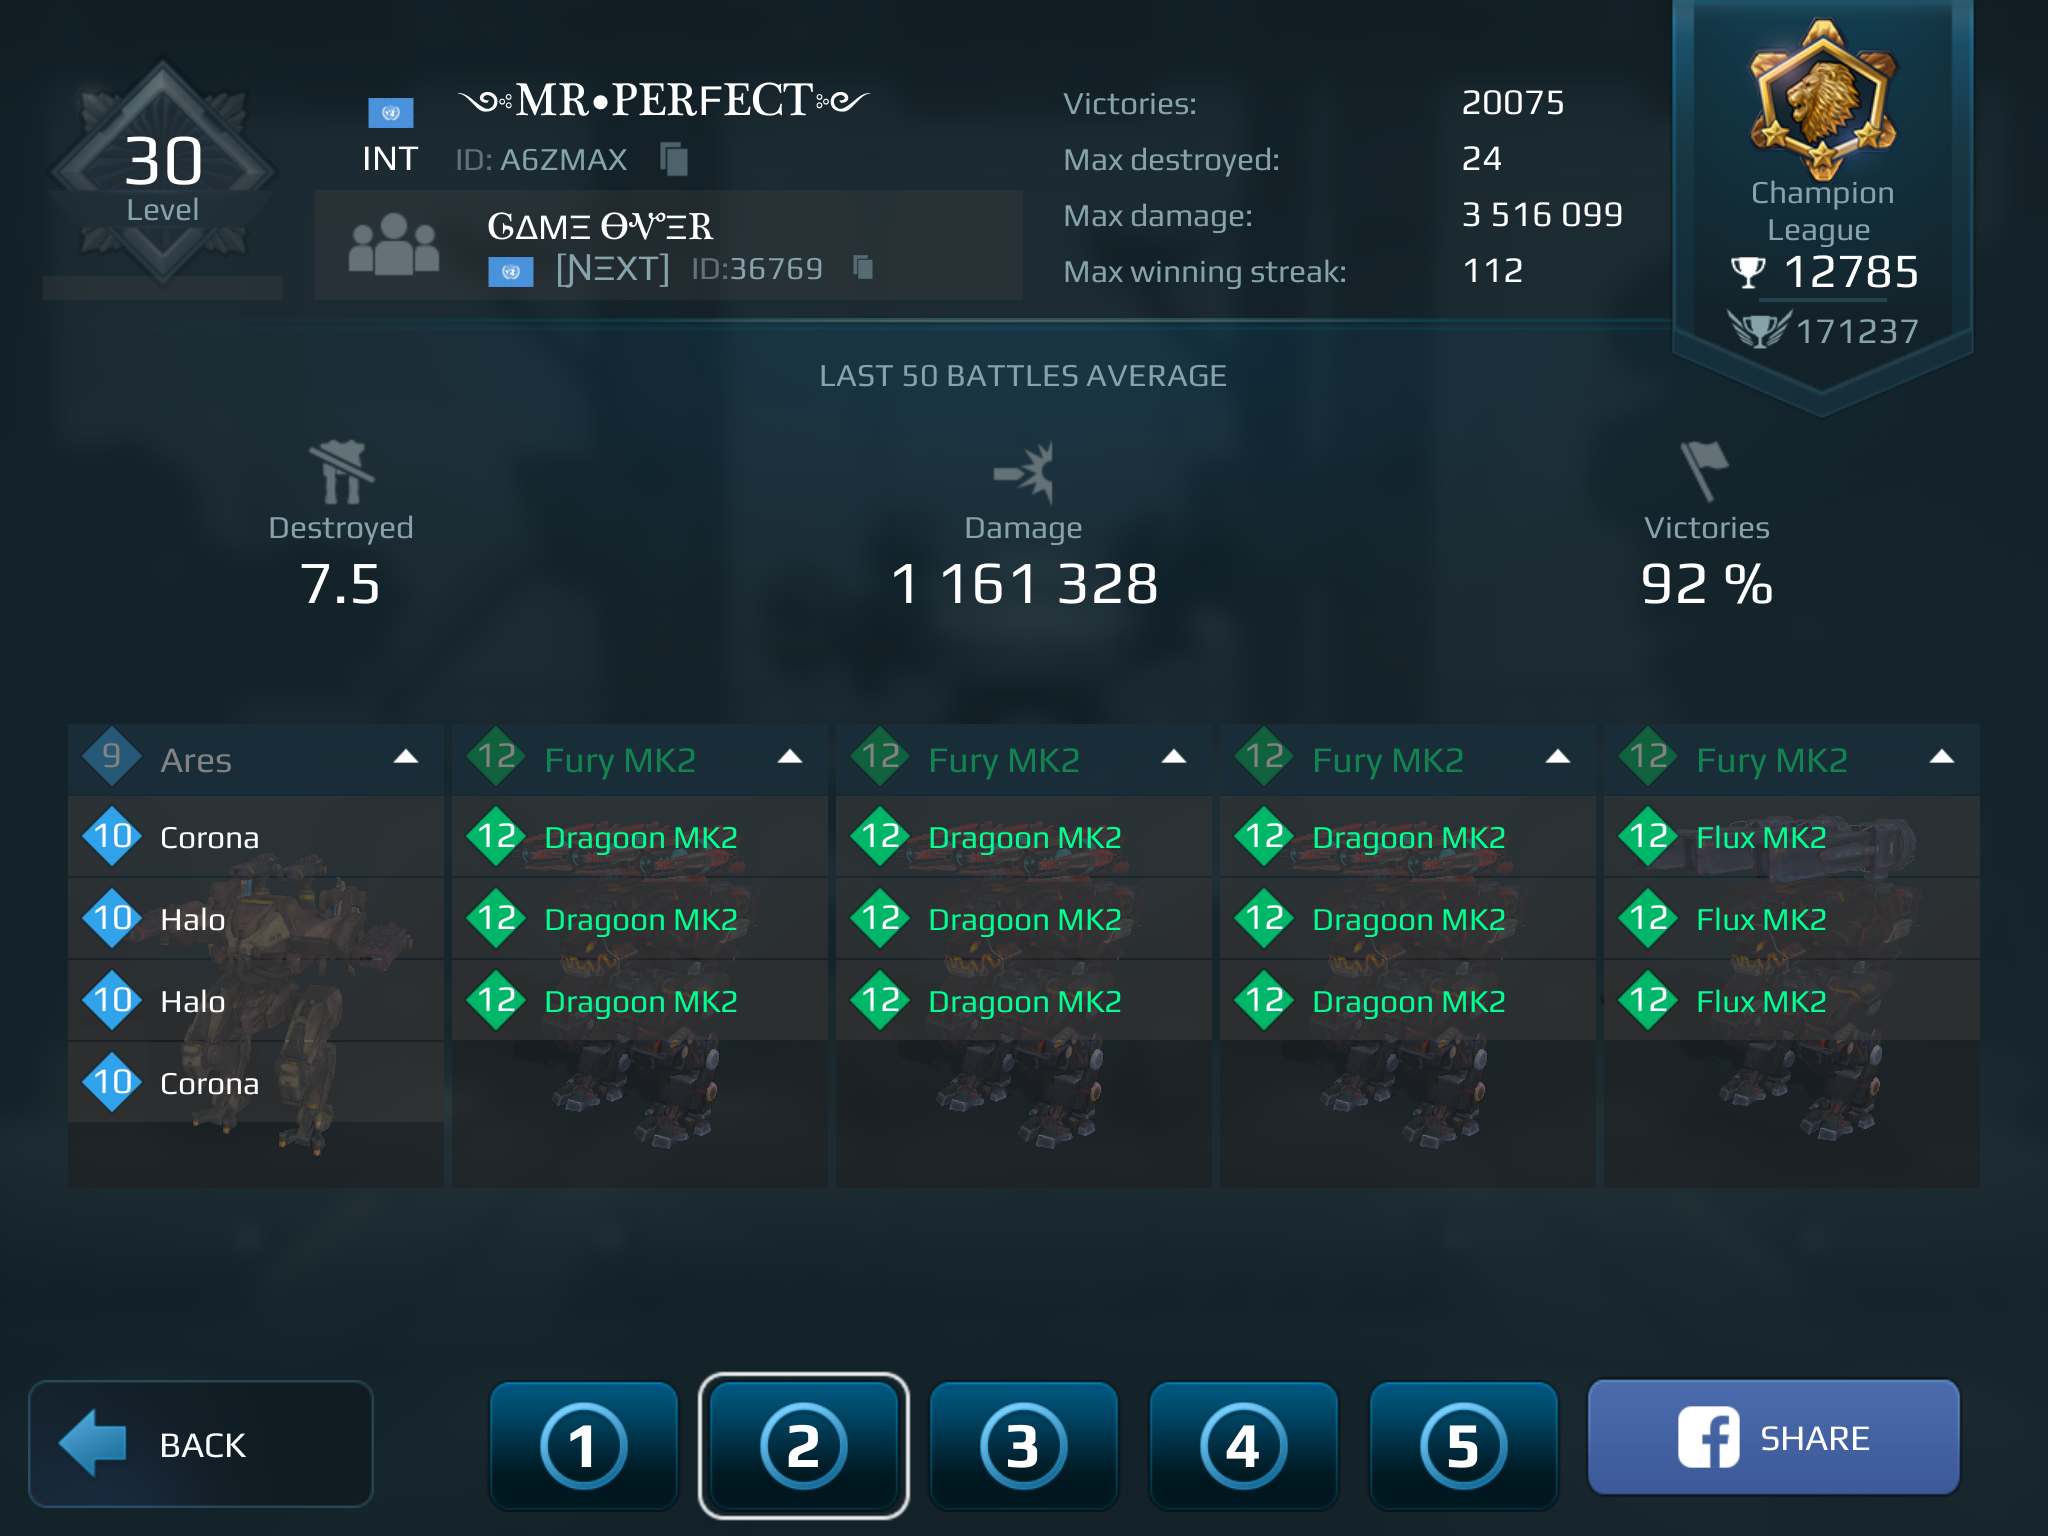 30
Level
INT
༺MR•PERFECT༻
ID: A6ZMAX
GΔMΞ ΘѴΞR
[ƝΞXT] ID:36769
Victories: 20075
Max destroyed: 24
Max damage: 3 516 099
Max winning streak: 112
Champion
League
12785
171237
LAST 50 BATTLES AVERAGE
Destroyed
7.5
Damage
1 161 328
Victories
92 %
9 Ares
10 Corona
10 Halo
10 Halo
10 Corona
12 Fury MK2
12 Dragoon MK2
12 Dragoon MK2
12 Dragoon MK2
12 Fury MK2
12 Dragoon MK2
12 Dragoon MK2
12 Dragoon MK2
12 Fury MK2
12 Dragoon MK2
12 Dragoon MK2
12 Dragoon MK2
12 Fury MK2
12 Flux MK2
12 Flux MK2
12 Flux MK2
BACK
1
2
3
4
5
SHARE